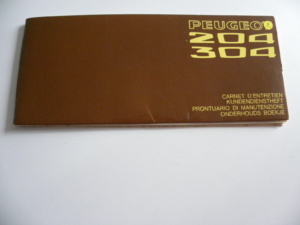 PEUGEOT
204
304
CARNET D'ENTRETIEN
KUNDENDIENSTHEFT
PRONTUARIO DI MANUTENZIONE
ONDERHOUDS BOEKJE